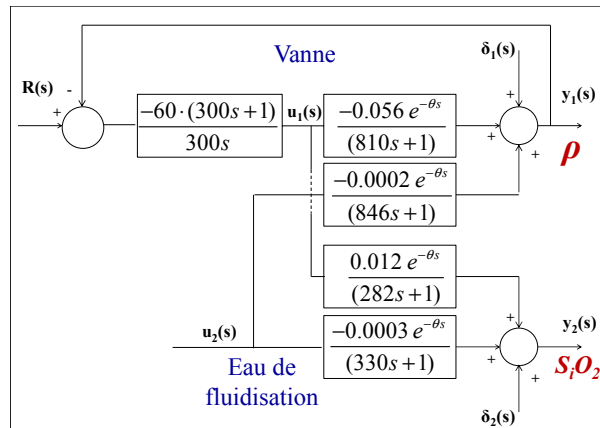 Vanne
δ₁(s)
R(s)
-
+
−60·(300s+1)
300s
u₁(s)
−0.056 e^{−θs}
(810s+1)
+
+
+
y₁(s)
ρ
−0.0002 e^{−θs}
(846s+1)
0.012 e^{−θs}
(282s+1)
u₂(s)
−0.0003 e^{−θs}
(330s+1)
+
+
+
y₂(s)
SᵢO₂
Eau de
fluidisation
δ₂(s)